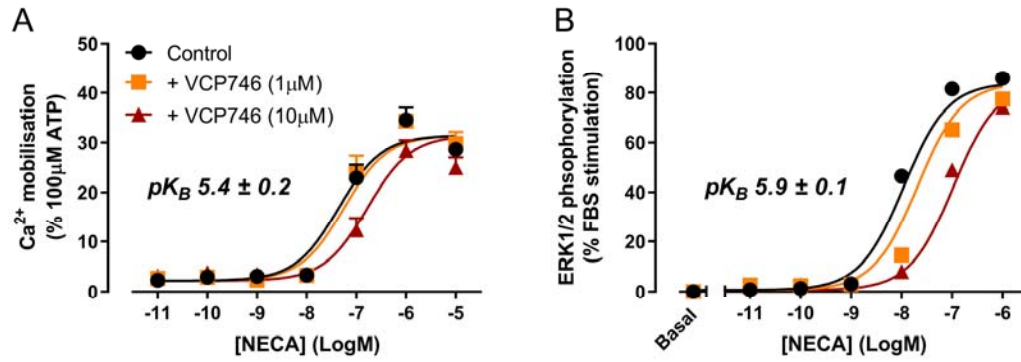 A
Ca2+ mobilisation
(% 100μM ATP)
50
40
30
20
10
0
Control
+ VCP746 (1μM)
+ VCP746 (10μM)
pKB 5.4 ± 0.2
-11 -10 -9 -8 -7 -6 -5
[NECA] (LogM)
B
ERK1/2 phsophorylation
(% FBS stimulation)
100
80
60
40
20
0
pKB 5.9 ± 0.1
Basal -11 -10 -9 -8 -7 -6
[NECA] (LogM)